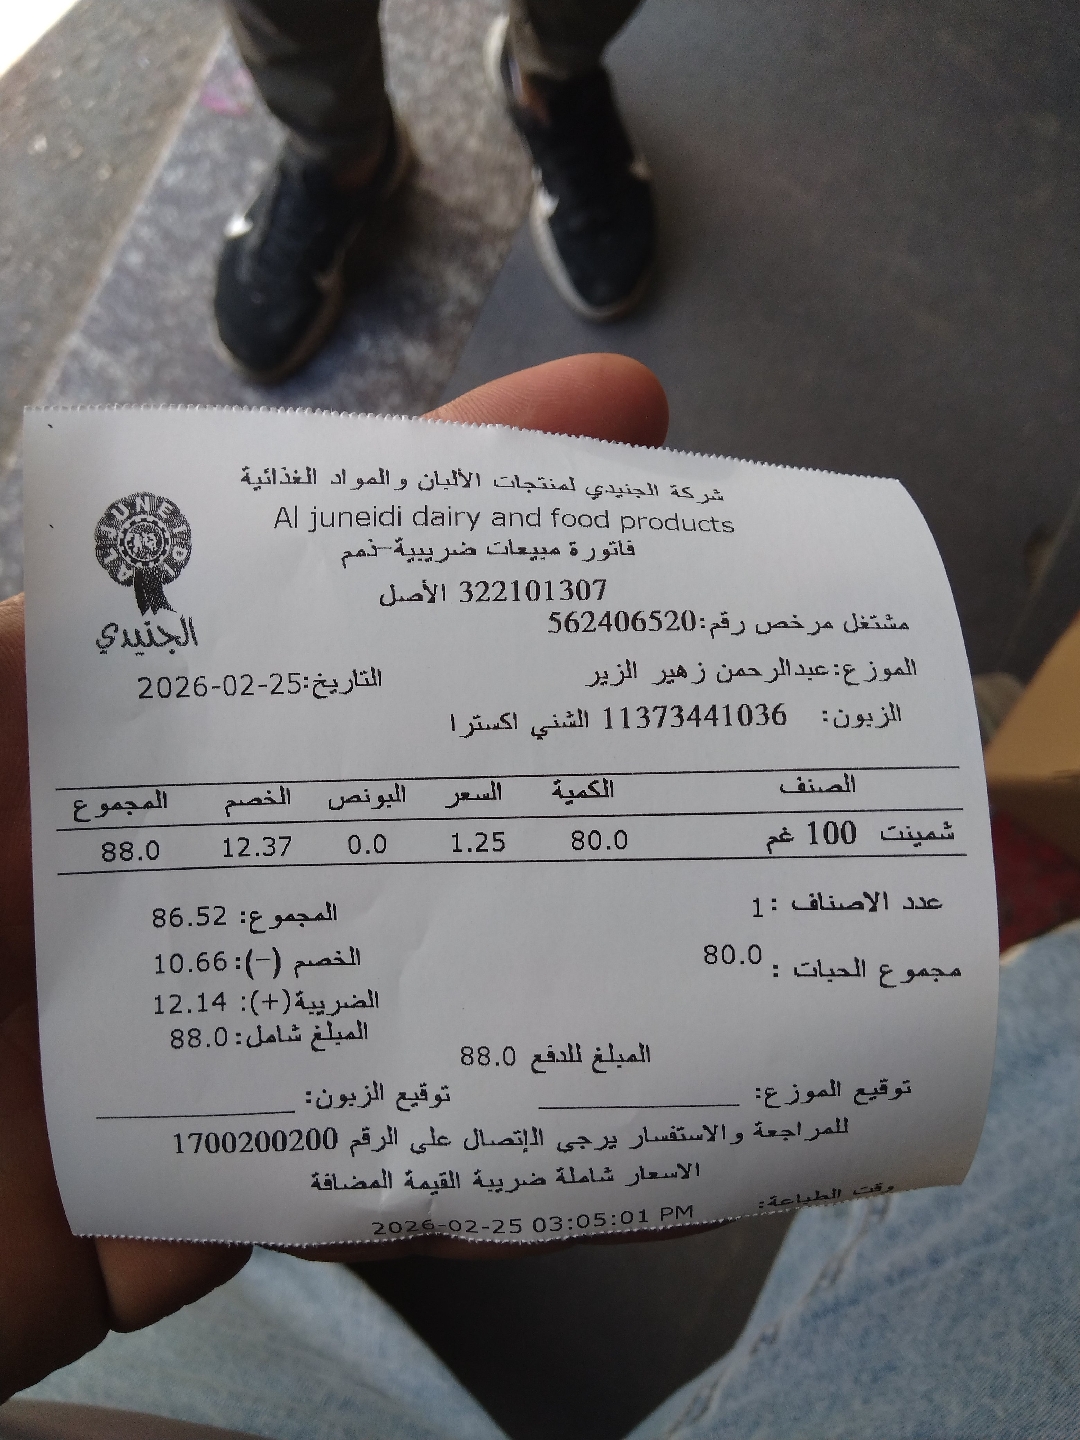 شركة الجنيدي لمنتجات الألبان والمواد الغذائية
Al juneidi dairy and food products
فاتورة مبيعات ضريبية-ذمم
AL JUNEIDI
الجنيدي
322101307 الأصل
مشتغل مرخص رقم:562406520
الموزع:عبدالرحمن زهير الزير
التاريخ:2026-02-25
الزبون: 11373441036 الشني اكسترا
الصنف الكمية السعر البونص الخصم المجموع
شمينت 100 غم 80.0 1.25 0.0 12.37 88.0
عدد الاصناف :1
المجموع: 86.52
مجموع الحبات : 80.0
الخصم (-):10.66
الضريبة(+): 12.14
المبلغ شامل:88.0
المبلغ للدفع 88.0
توقيع الموزع: ____________ توقيع الزبون: ____________
للمراجعة والاستفسار يرجى الإتصال على الرقم 1700200200
الاسعار شاملة ضريبة القيمة المضافة
وقت الطباعة: 2026-02-25 03:05:01 PM